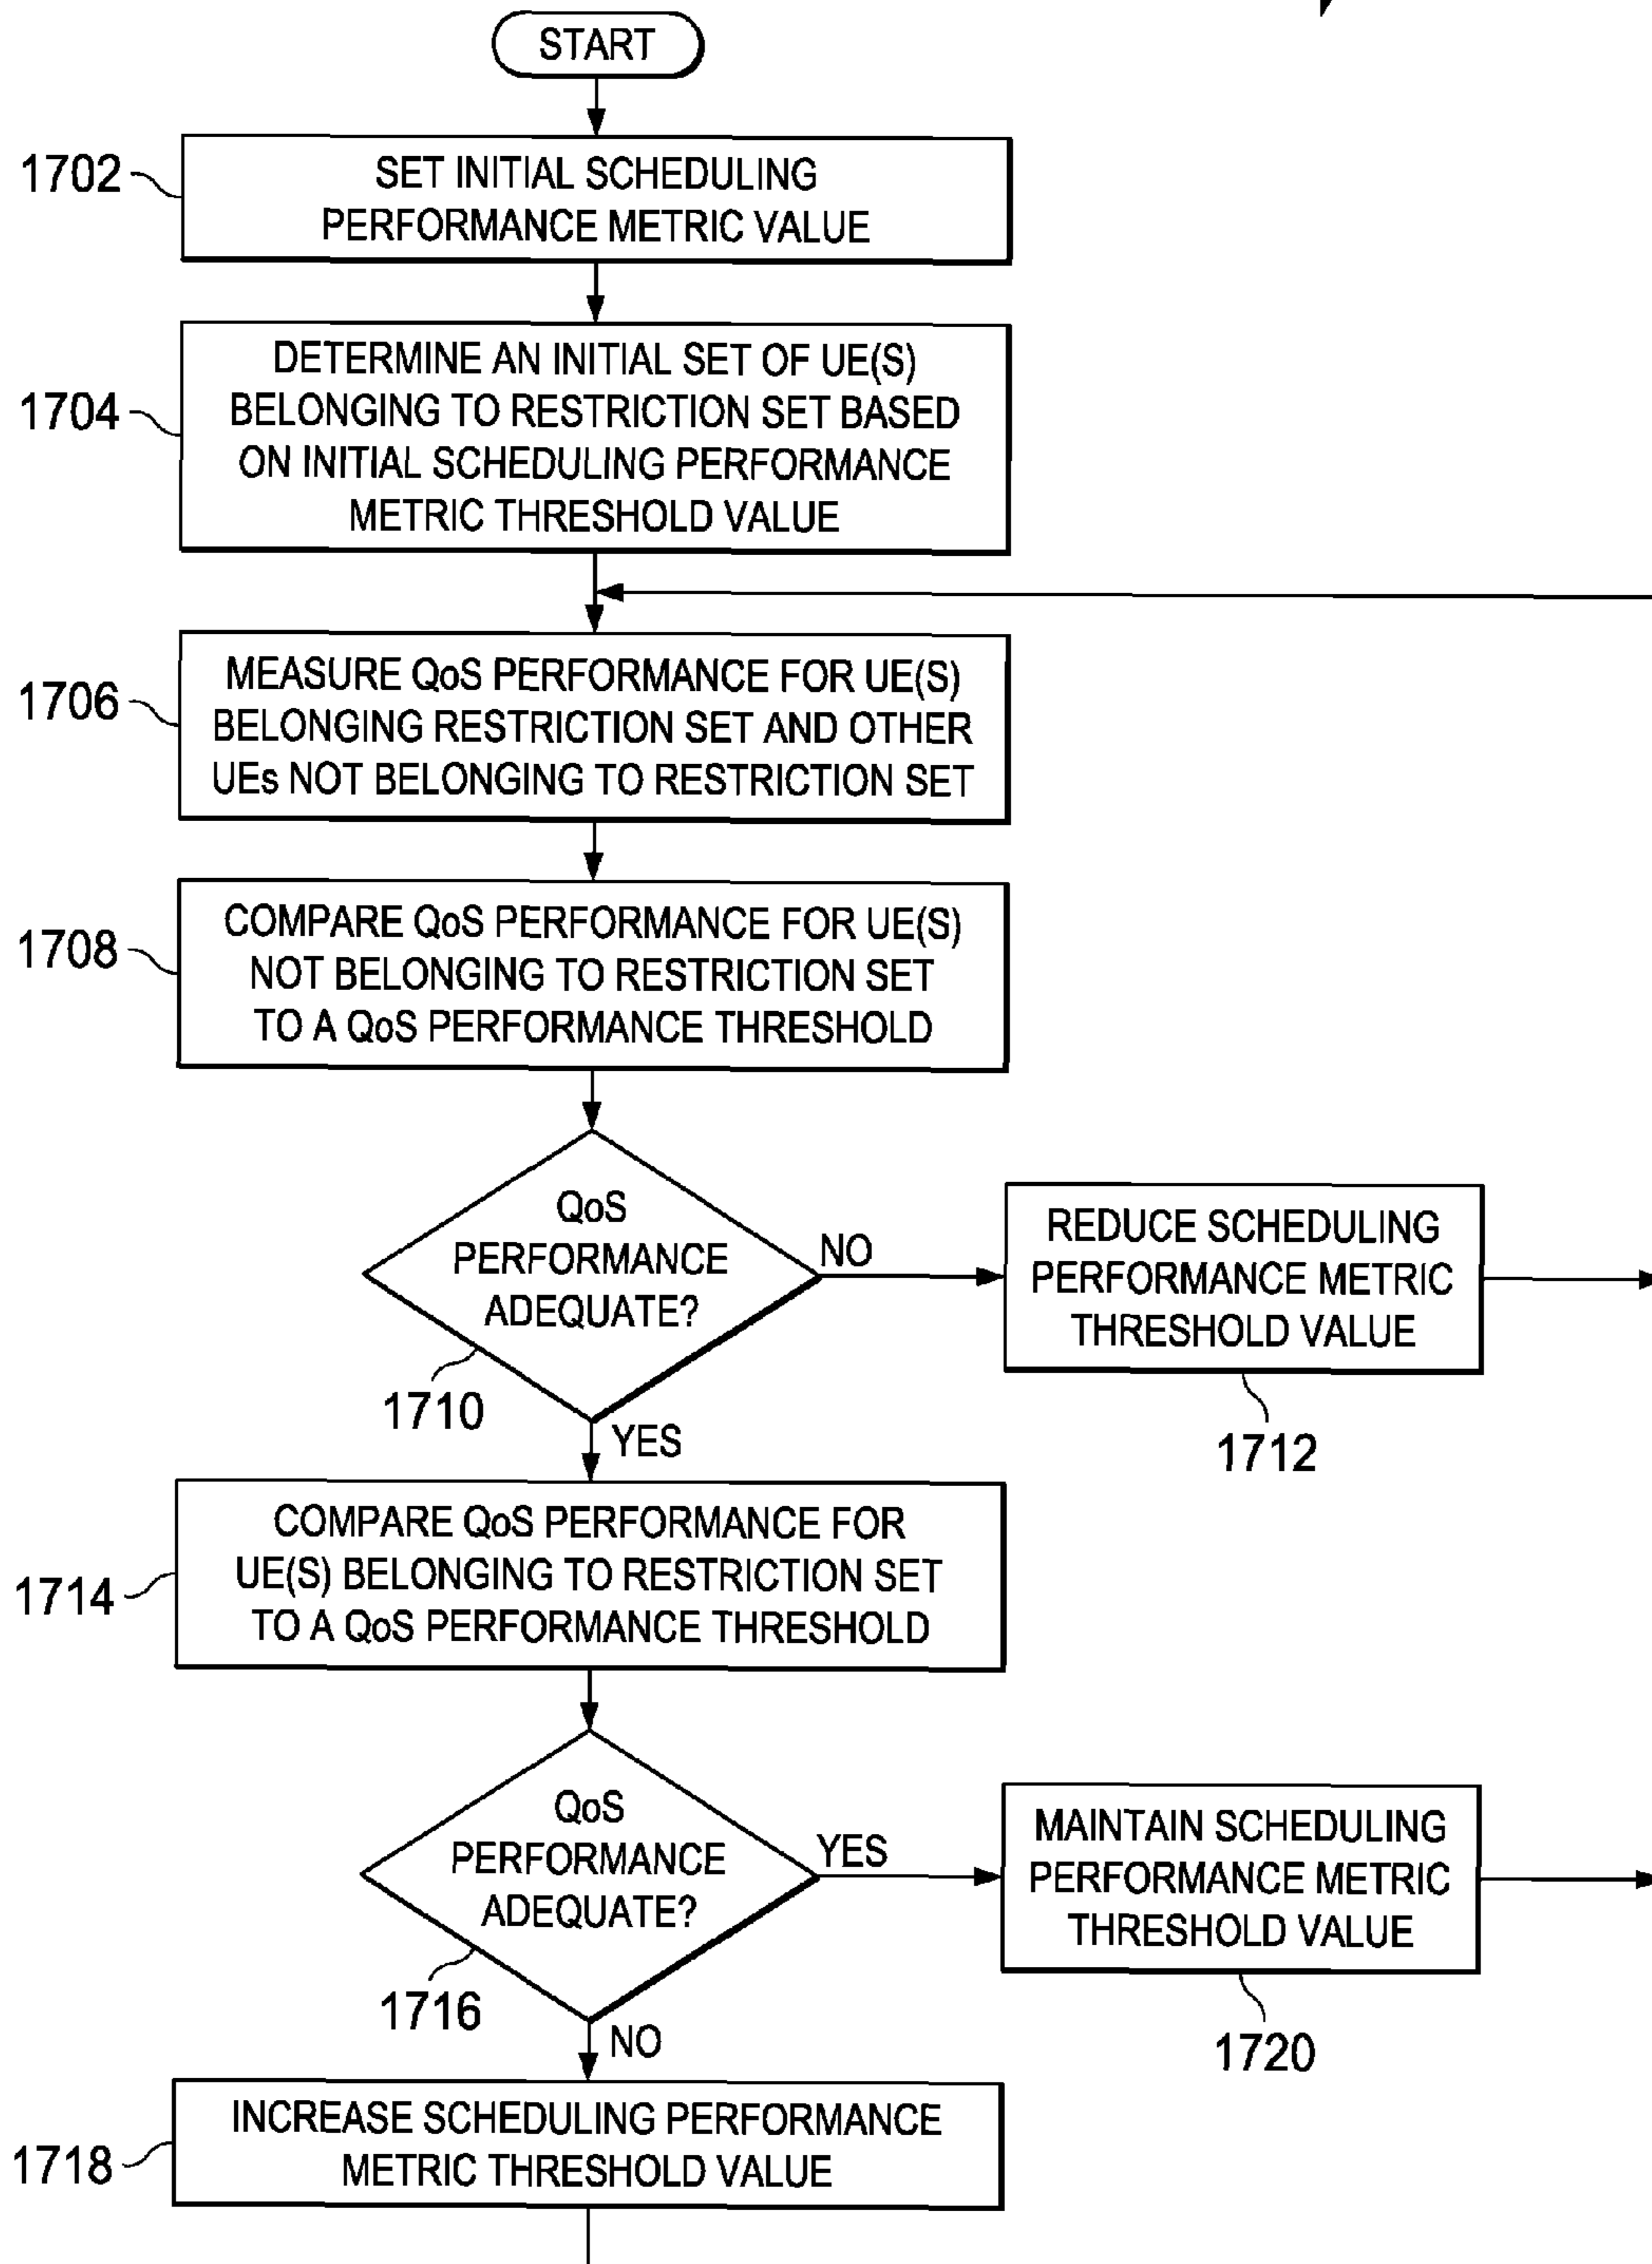 START
1702
SET INITIAL SCHEDULING
PERFORMANCE METRIC VALUE
1704
DETERMINE AN INITIAL SET OF UE(S)
BELONGING TO RESTRICTION SET BASED
ON INITIAL SCHEDULING PERFORMANCE
METRIC THRESHOLD VALUE
1706
MEASURE QoS PERFORMANCE FOR UE(S)
BELONGING RESTRICTION SET AND OTHER
UEs NOT BELONGING TO RESTRICTION SET
1708
COMPARE QoS PERFORMANCE FOR UE(S)
NOT BELONGING TO RESTRICTION SET
TO A QoS PERFORMANCE THRESHOLD
QoS
PERFORMANCE
ADEQUATE?
1710
NO
REDUCE SCHEDULING
PERFORMANCE METRIC
THRESHOLD VALUE
1712
YES
1714
COMPARE QoS PERFORMANCE FOR
UE(S) BELONGING TO RESTRICTION SET
TO A QoS PERFORMANCE THRESHOLD
QoS
PERFORMANCE
ADEQUATE?
1716
YES
MAINTAIN SCHEDULING
PERFORMANCE METRIC
THRESHOLD VALUE
1720
NO
1718
INCREASE SCHEDULING PERFORMANCE
METRIC THRESHOLD VALUE